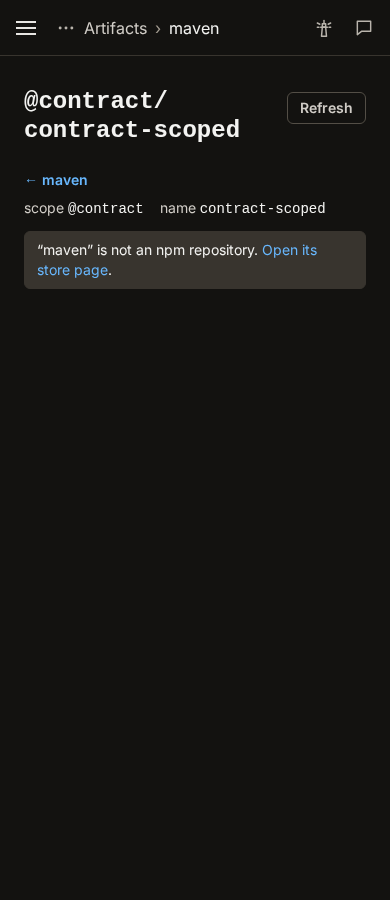 ··· Artifacts › maven
@contract/
contract-scoped
Refresh
← maven
scope @contract name contract-scoped
“maven” is not an npm repository. Open its
store page.